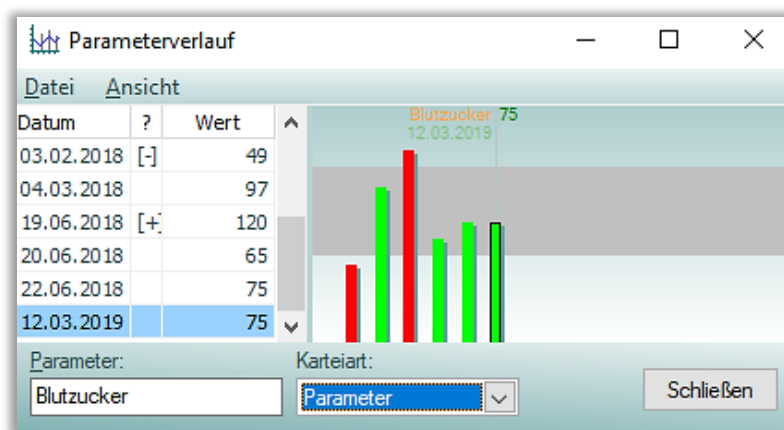 Parameterverlauf
Datei Ansicht
Datum ? Wert
Blutzucker 75
12.03.2019
03.02.2018 [-] 49
04.03.2018 97
19.06.2018 [+] 120
20.06.2018 65
22.06.2018 75
12.03.2019 75
Parameter: Karteiart:
Blutzucker Parameter Schließen